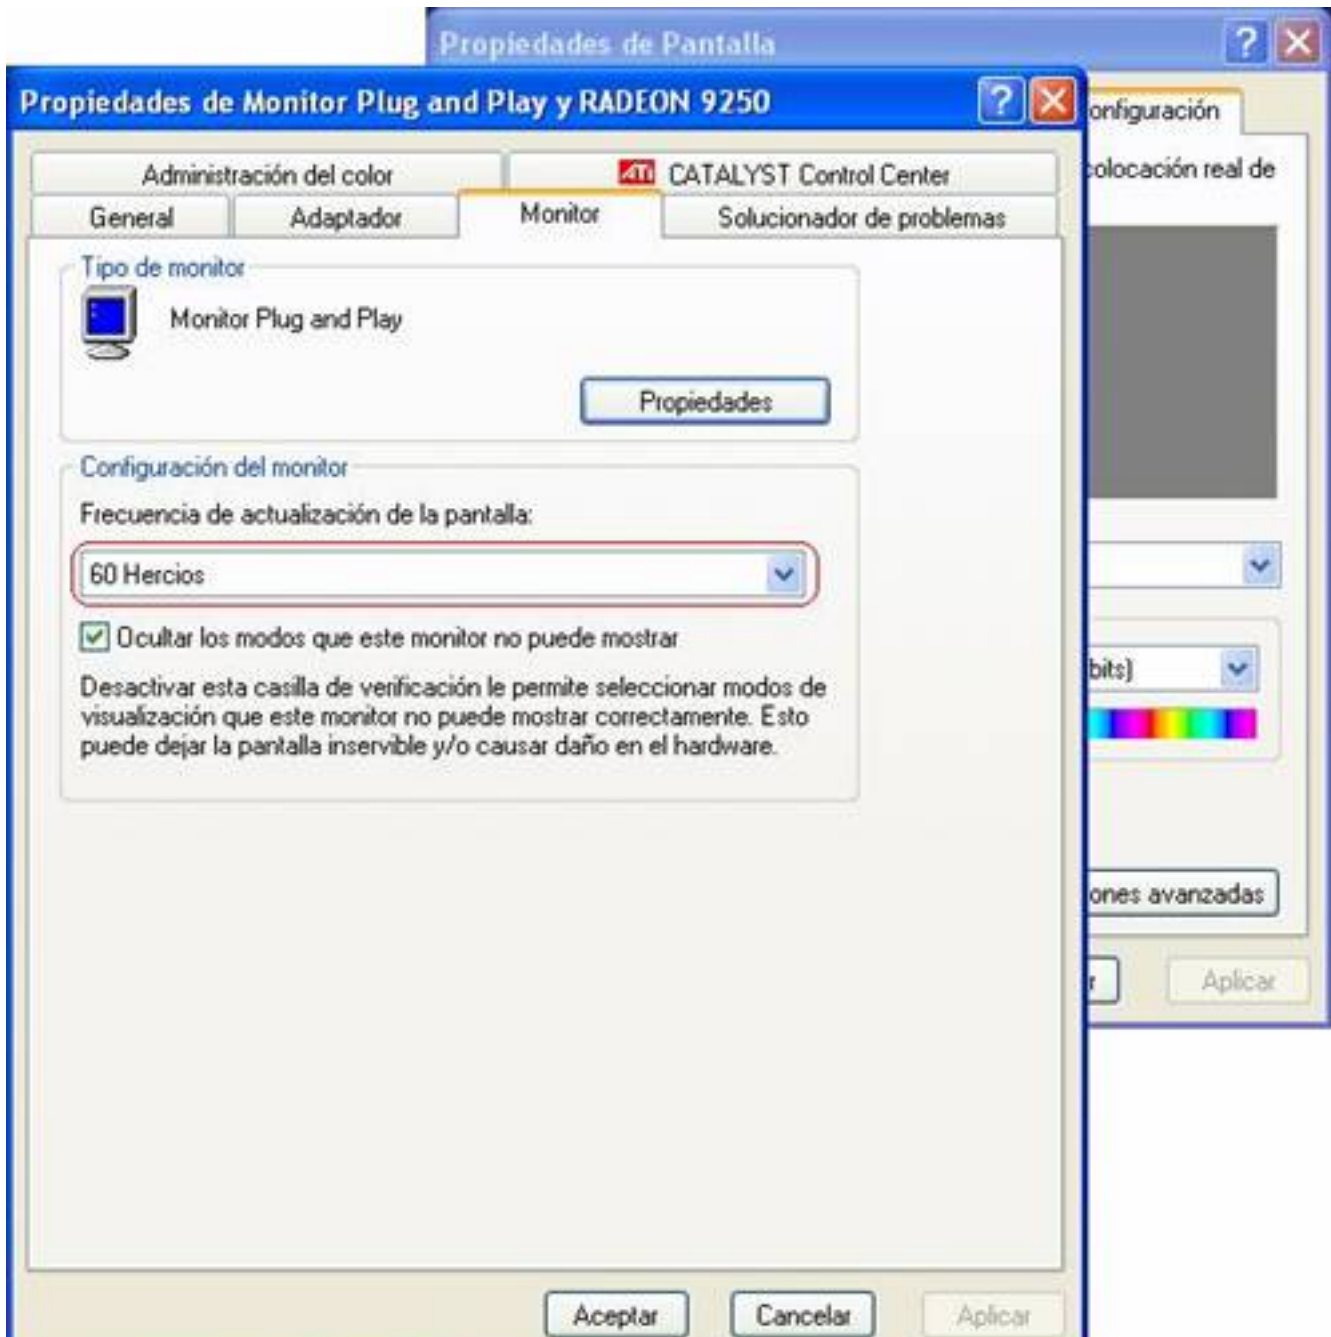 Propiedades de Pantalla
Propiedades de Monitor Plug and Play y RADEON 9250
onfiguración
colocación real de
Administración del color
ATI CATALYST Control Center
General
Adaptador
Monitor
Solucionador de problemas
Tipo de monitor
Monitor Plug and Play
Propiedades
Configuración del monitor
Frecuencia de actualización de la pantalla:
60 Hercios
Ocultar los modos que este monitor no puede mostrar
Desactivar esta casilla de verificación le permite seleccionar modos de
visualización que este monitor no puede mostrar correctamente. Esto
puede dejar la pantalla inservible y/o causar daño en el hardware.
bits)
ones avanzadas
r
Aplicar
Aceptar
Cancelar
Aplicar